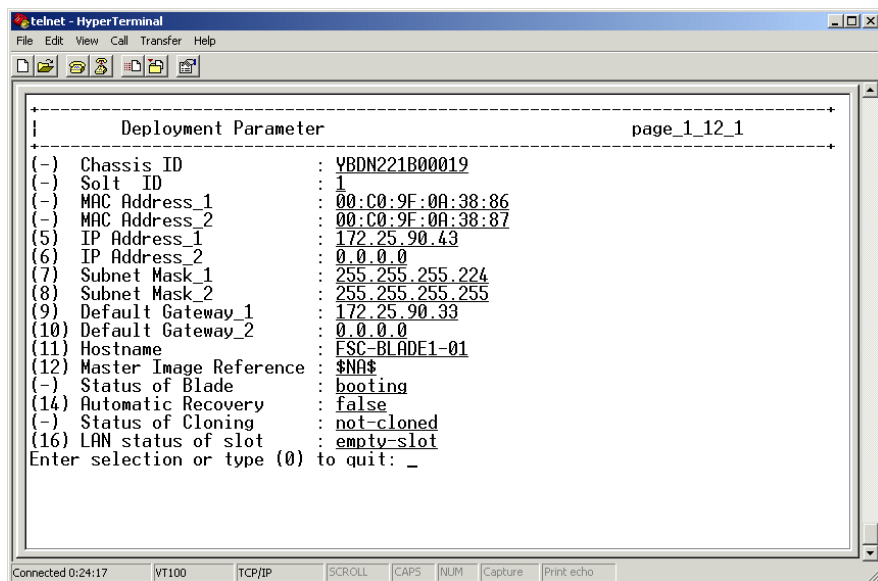 telnet - HyperTerminal
File Edit View Call Transfer Help
Deployment Parameter page_1_12_1
(-) Chassis ID : YBDN221B00019
(-) Solt ID : 1
(-) MAC Address_1 : 00:C0:9F:0A:38:86
(-) MAC Address_2 : 00:C0:9F:0A:38:87
(5) IP Address_1 : 172.25.90.43
(6) IP Address_2 : 0.0.0.0
(7) Subnet Mask_1 : 255.255.255.224
(8) Subnet Mask_2 : 255.255.255.255
(9) Default Gateway_1 : 172.25.90.33
(10) Default Gateway_2 : 0.0.0.0
(11) Hostname : FSC-BLADE1-01
(12) Master Image Reference : $NA$
(-) Status of Blade : booting
(14) Automatic Recovery : false
(-) Status of Cloning : not-cloned
(16) LAN status of slot : empty-slot
Enter selection or type (0) to quit: _
Connected 0:24:17 VT100 TCP/IP SCROLL CAPS NUM Capture Print echo